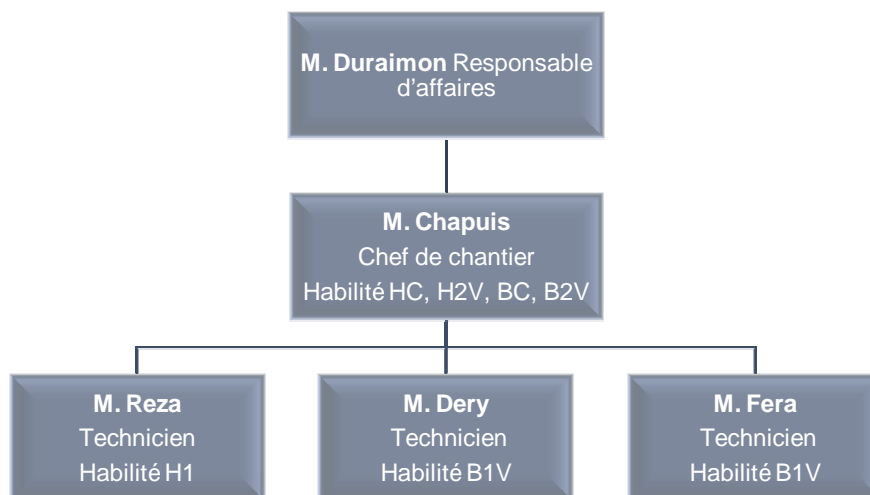 M. Duraimon Responsable
d’affaires
M. Chapuis
Chef de chantier
Habilité HC, H2V, BC, B2V
M. Reza
Technicien
Habilité H1
M. Dery
Technicien
Habilité B1V
M. Fera
Technicien
Habilité B1V